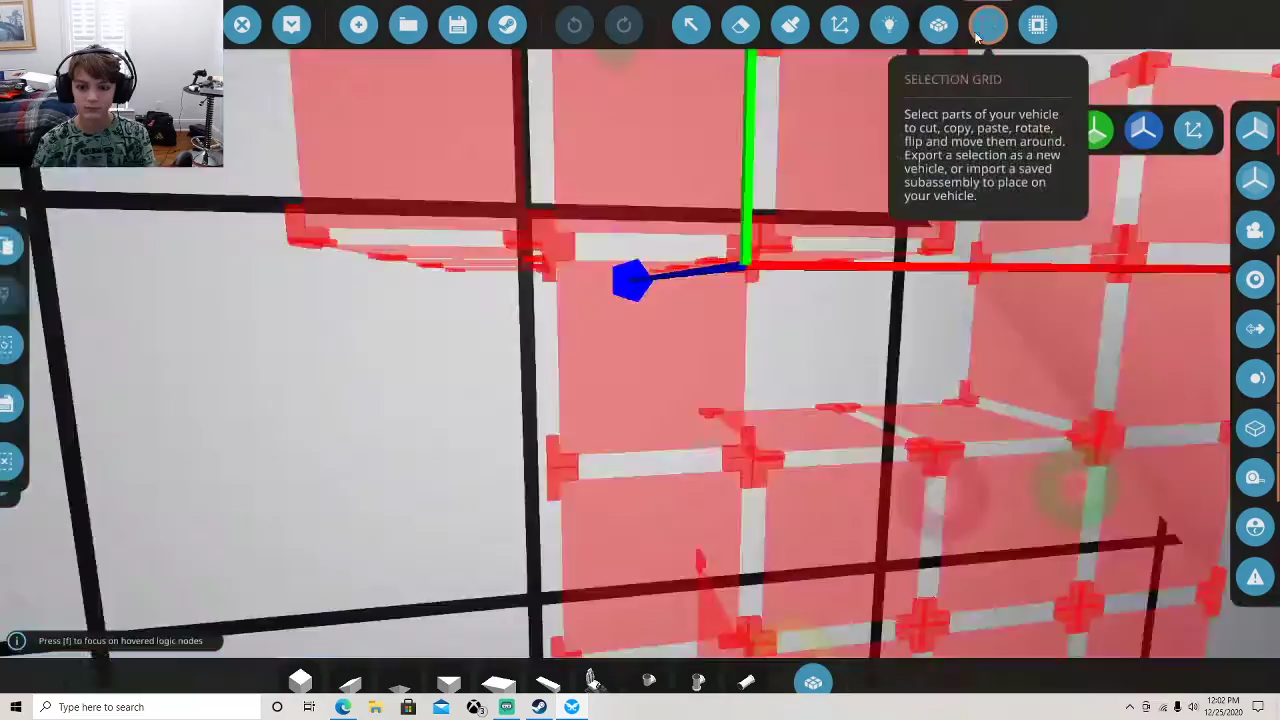 SELECTION GRID
Select parts of your vehicle
to cut, copy, paste, rotate,
flip and move them around.
Export a selection as a new
vehicle, or import a saved
subassembly to place on
your vehicle.
Press [f] to focus on hovered logic nodes
Type here to search
12:02 PM
12/25/2020